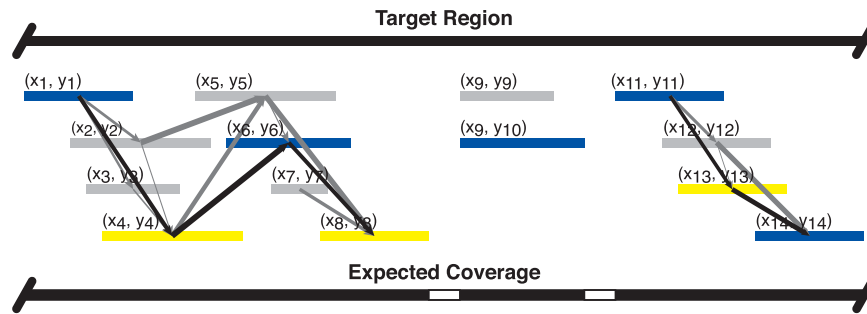 Target Region
(x1, y1)
(x5, y5)
(x9, y9)
(x11, y11)
(x2, y2)
(x6, y6)
(x9, y10)
(x12, y12)
(x3, y3)
(x7, y7)
(x13, y13)
(x4, y4)
(x8, y8)
(x14, y14)
Expected Coverage